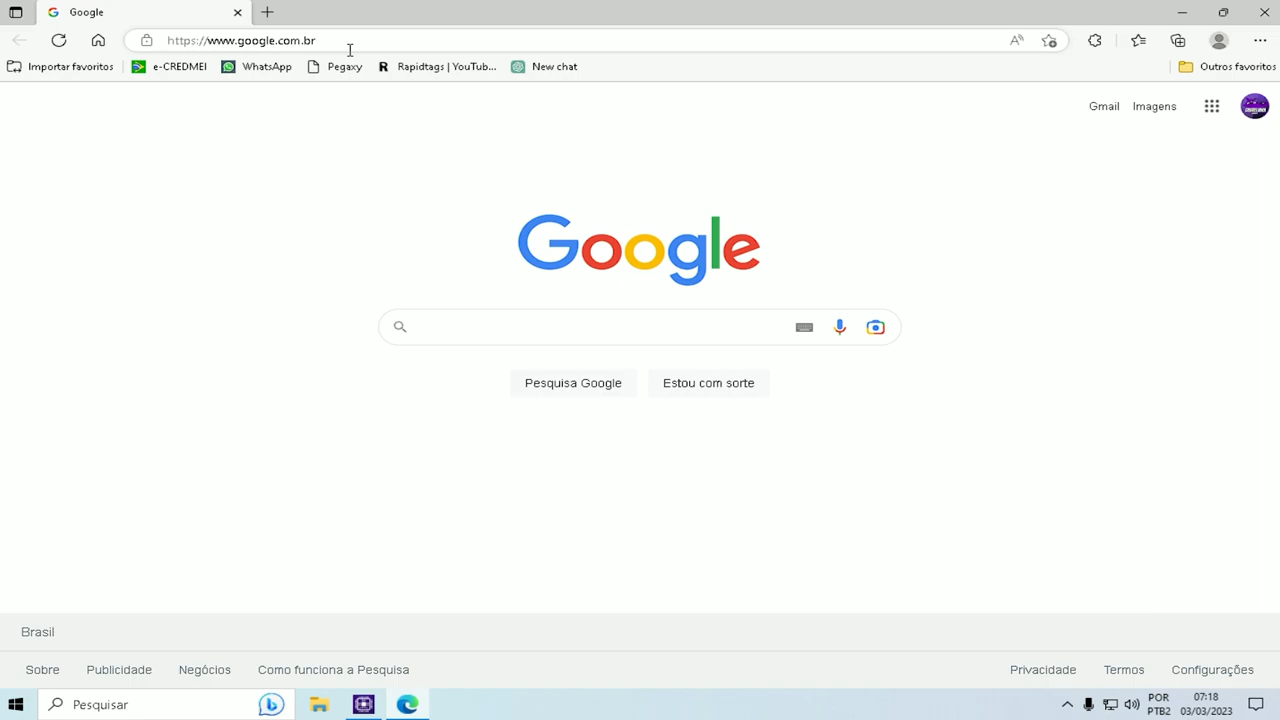 Google
https://www.google.com.br
Importar favoritos e-CREDMEI WhatsApp Pegaxy Rapidtags | YouTub... New chat Outros favoritos
Gmail Imagens
Google
Pesquisa Google Estou com sorte
Brasil
Sobre Publicidade Negócios Como funciona a Pesquisa Privacidade Termos Configurações
Pesquisar
POR 07:18
PTB2 03/03/2023